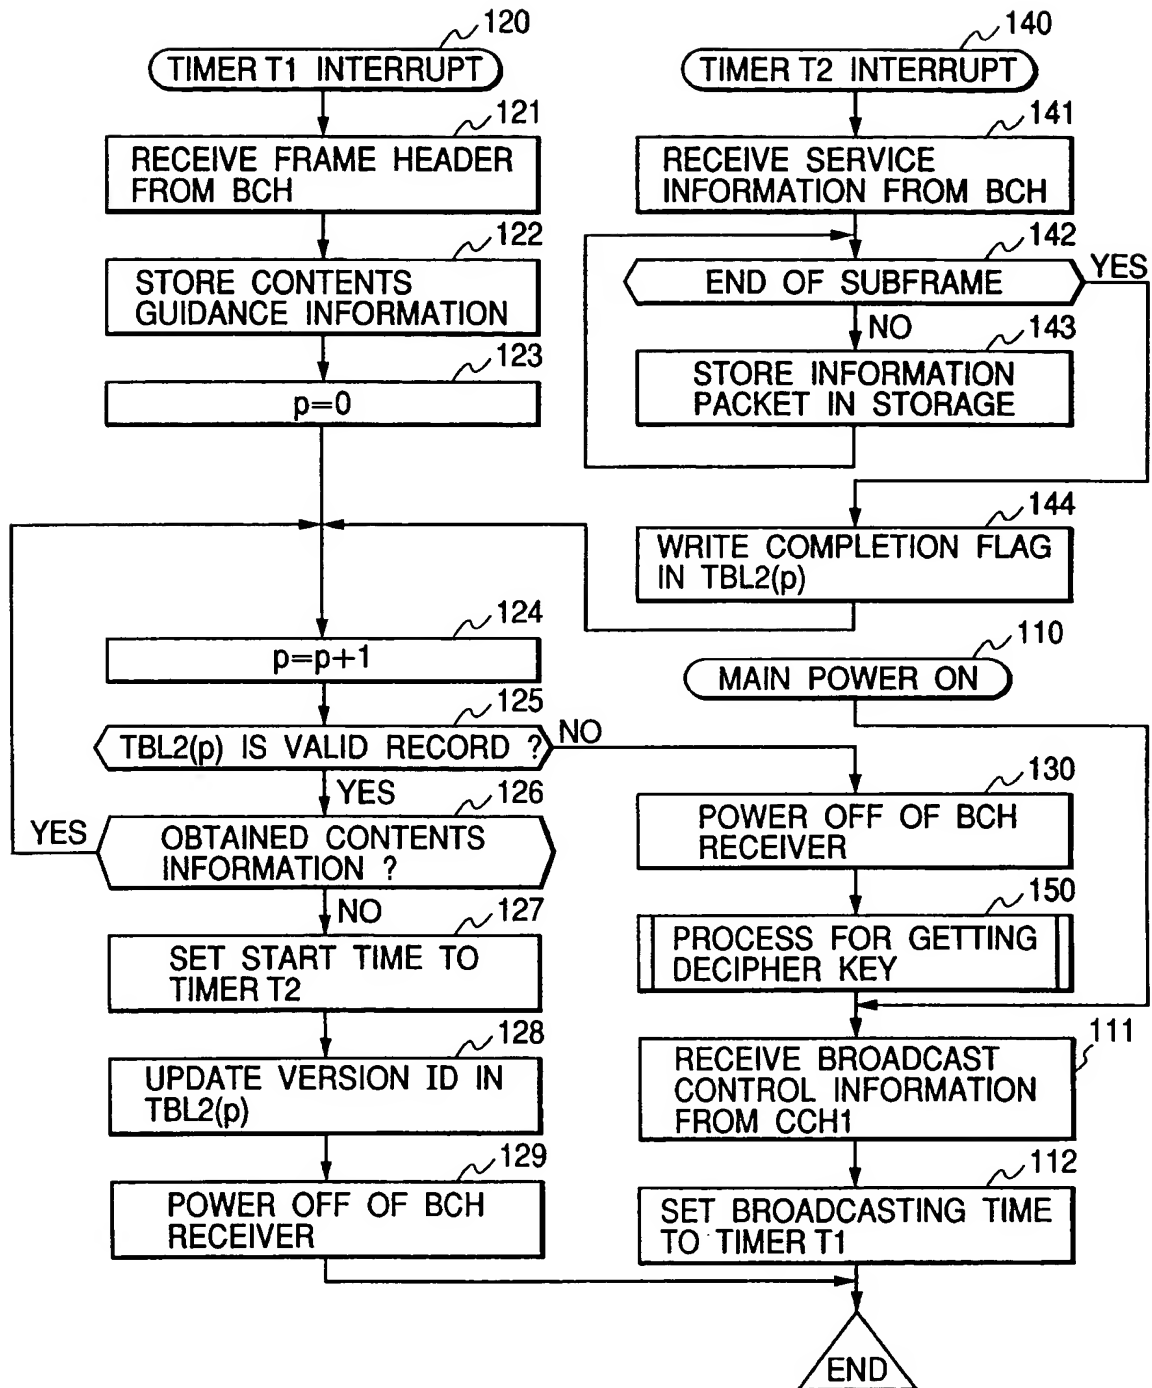 120
TIMER T1 INTERRUPT
121
RECEIVE FRAME HEADER
FROM BCH
122
STORE CONTENTS
GUIDANCE INFORMATION
123
p=0
124
p=p+1
125
TBL2(p) IS VALID RECORD ?
NO
YES
126
YES
OBTAINED CONTENTS
INFORMATION ?
NO
127
SET START TIME TO
TIMER T2
128
UPDATE VERSION ID IN
TBL2(p)
129
POWER OFF OF BCH
RECEIVER
140
TIMER T2 INTERRUPT
141
RECEIVE SERVICE
INFORMATION FROM BCH
142
END OF SUBFRAME
YES
NO
143
STORE INFORMATION
PACKET IN STORAGE
144
WRITE COMPLETION FLAG
IN TBL2(p)
110
MAIN POWER ON
130
POWER OFF OF BCH
RECEIVER
150
PROCESS FOR GETTING
DECIPHER KEY
111
RECEIVE BROADCAST
CONTROL INFORMATION
FROM CCH1
112
SET BROADCASTING TIME
TO TIMER T1
END